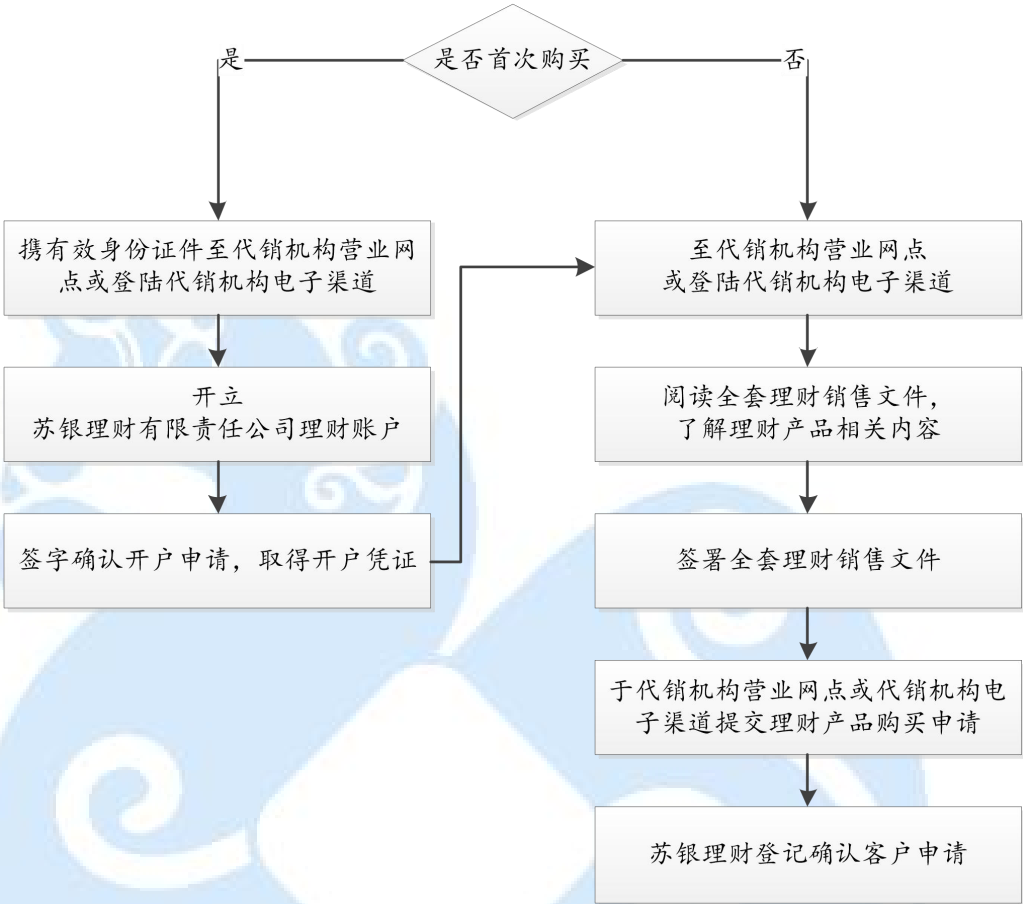 是否首次购买
是
否
携有效身份证件至代销机构营业网
点或登陆代销机构电子渠道
开立
苏银理财有限责任公司理财账户
签字确认开户申请，取得开户凭证
至代销机构营业网点
或登陆代销机构电子渠道
阅读全套理财销售文件，
了解理财产品相关内容
签署全套理财销售文件
于代销机构营业网点或代销机构电
子渠道提交理财产品购买申请
苏银理财登记确认客户申请